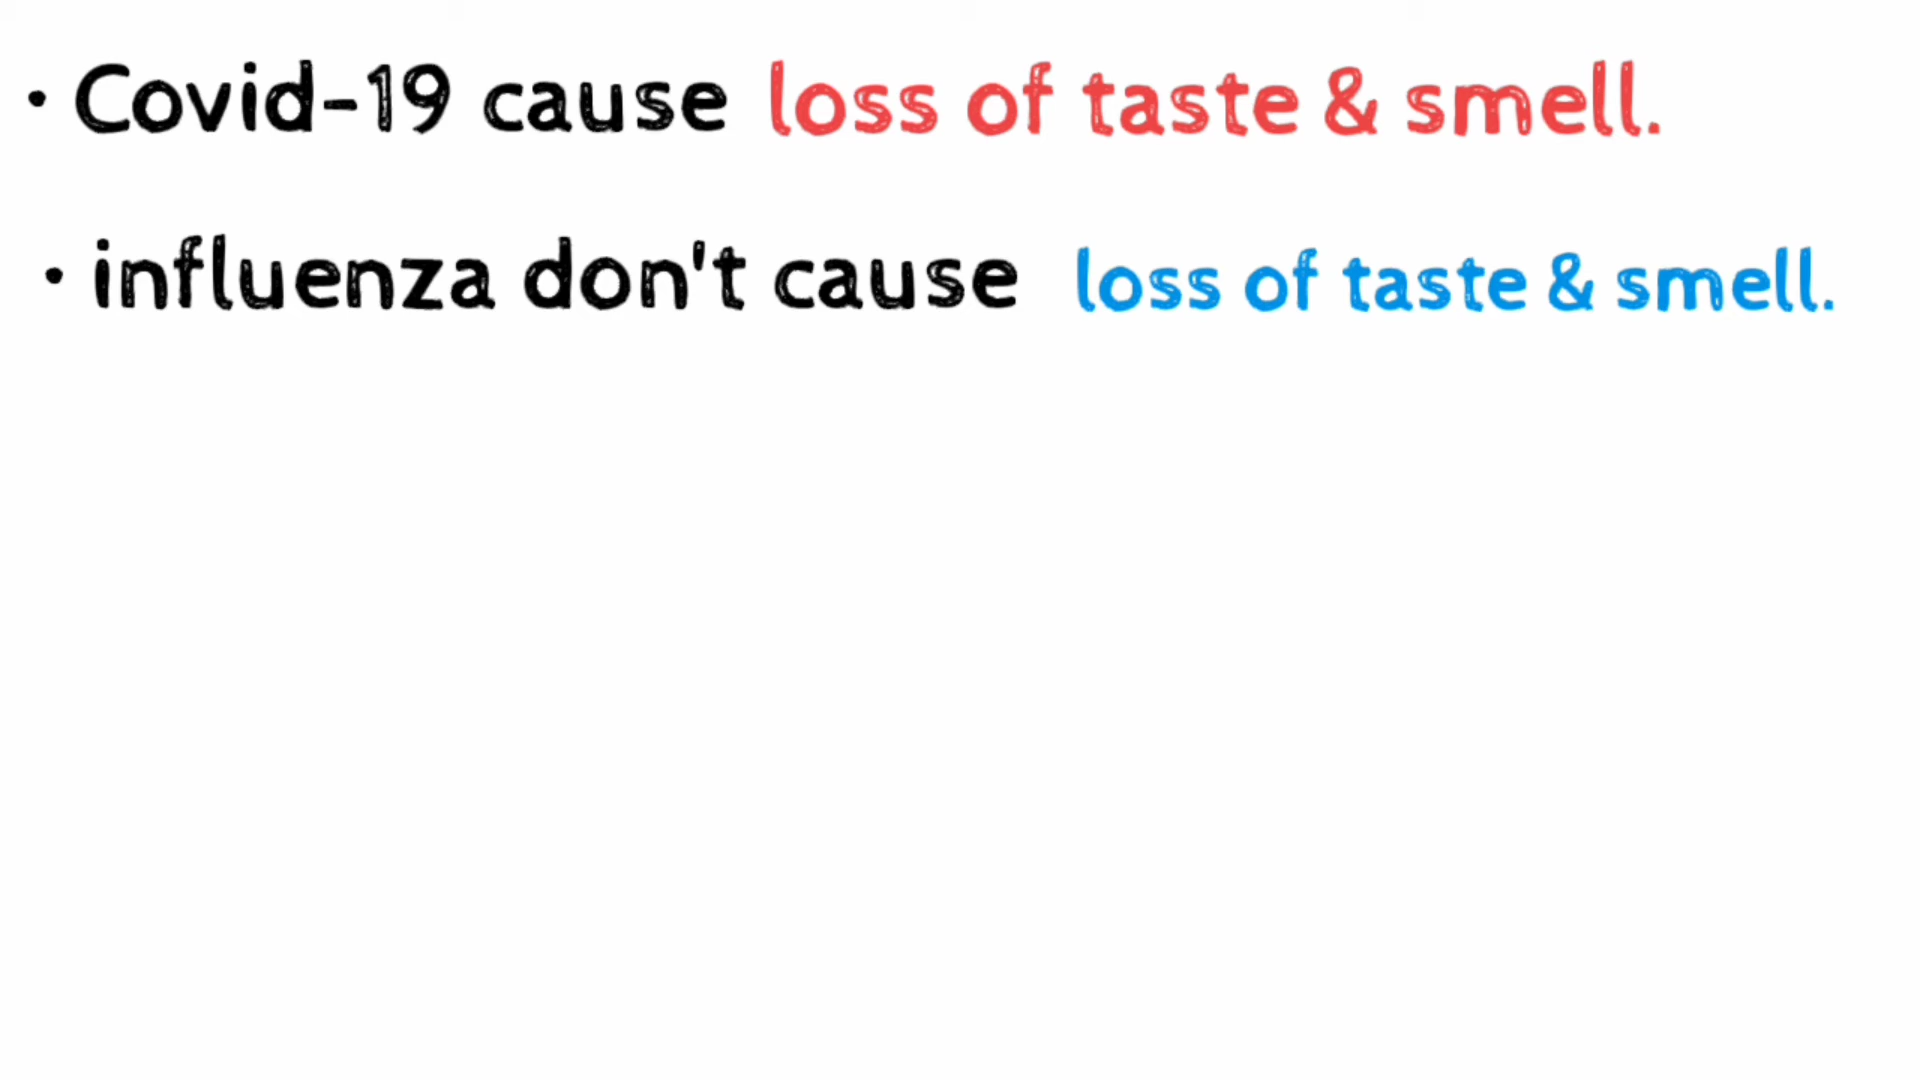 • Covid-19 cause loss of taste & smell.
• influenza don't cause loss of taste & smell.